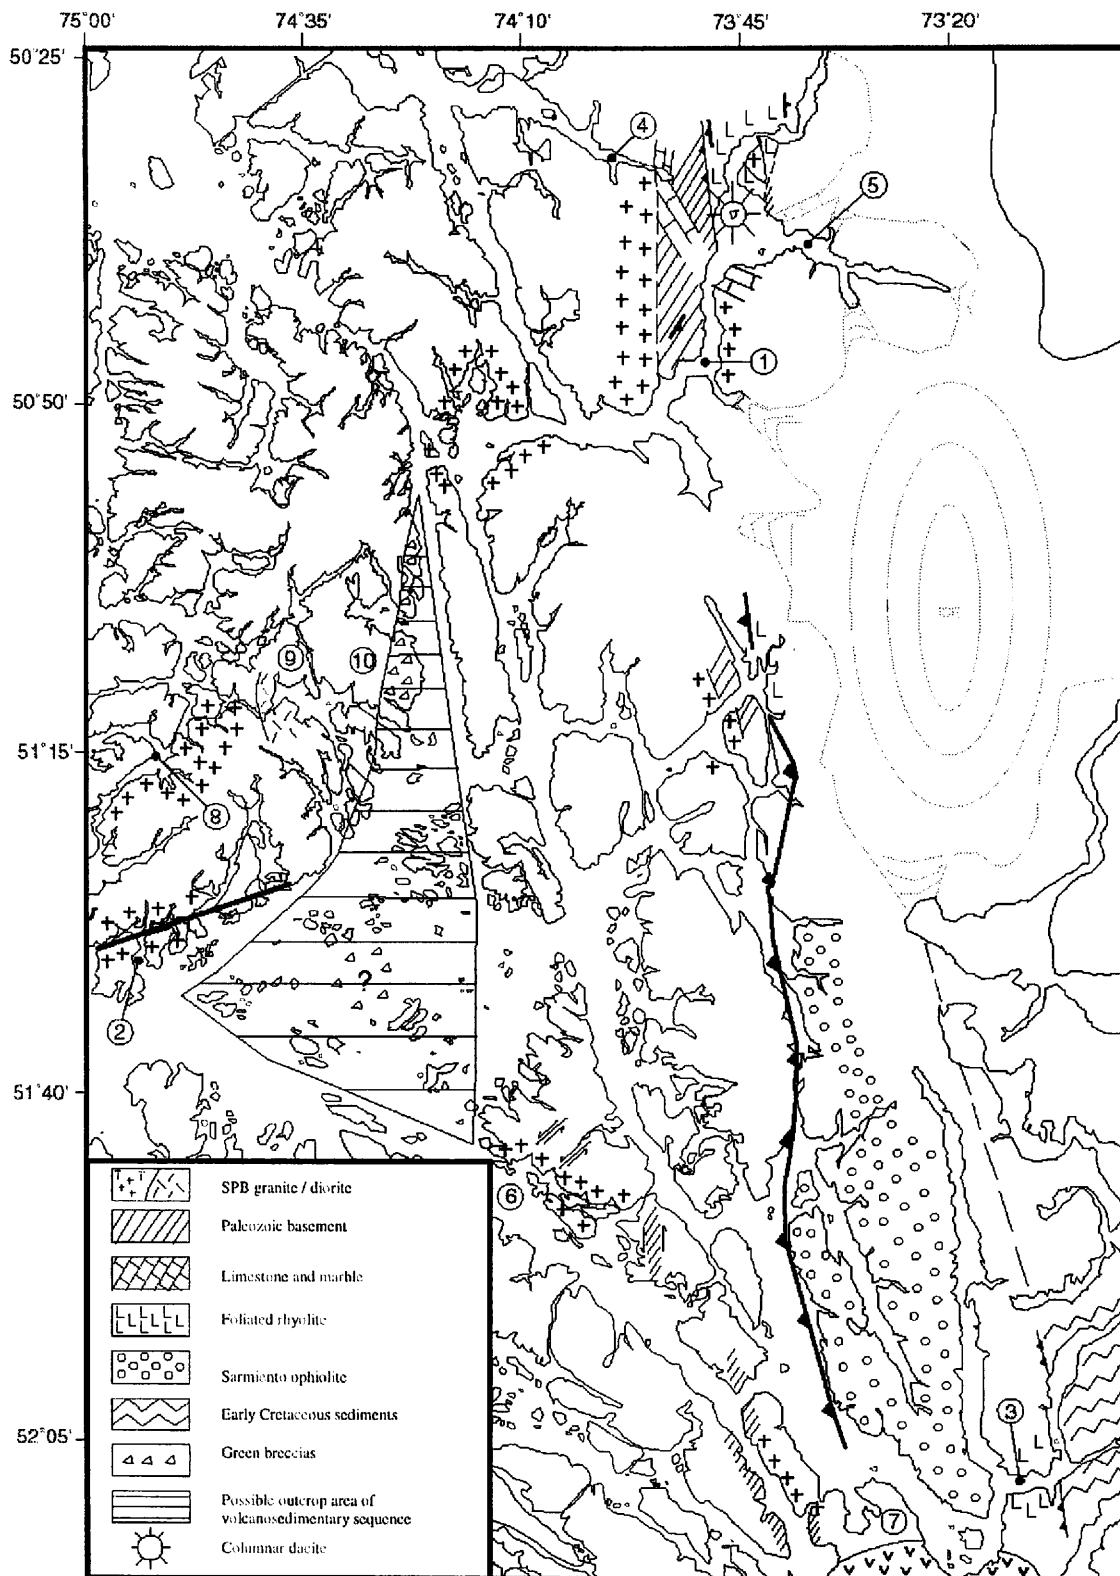 75°00' 74°35' 74°10' 73°45' 73°20'
50°25'
4
5
1
50°50'
9 10
51°15'
8
?
2
51°40'
6
3
52°05'
7
SPB granite / diorite
Paleozoic basement
Limestone and marble
Foliated rhyolite
Sarmiento ophiolite
Early Cretaceous sediments
Green breccias
Possible outcrop area of
volcanosedimentary sequence
Columnar dacite